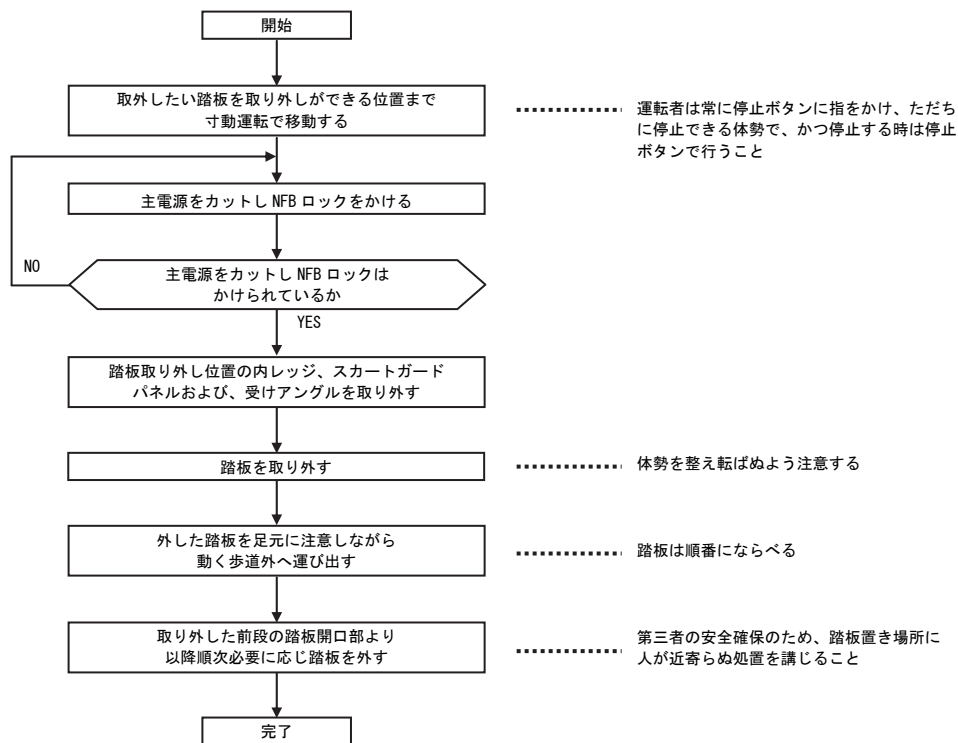 開始
取外したい踏板を取り外しができる位置まで
寸動運転で移動する
運転者は常に停止ボタンに指をかけ、ただち
に停止できる体勢で、かつ停止する時は停止
ボタンで行うこと
主電源をカットし NFB ロックをかける
NO
主電源をカットし NFB ロックは
かけられているか
YES
踏板取り外し位置の内レッジ、スカートガード
パネルおよび、受けアングルを取り外す
踏板を取り外す
体勢を整え転ばぬよう注意する
外した踏板を足元に注意しながら
動く歩道外へ運び出す
踏板は順番にならべる
取り外した前段の踏板開口部より
以降順次必要に応じ踏板を外す
第三者の安全確保のため、踏板置き場所に
人が近寄らぬ処置を講じること
完了